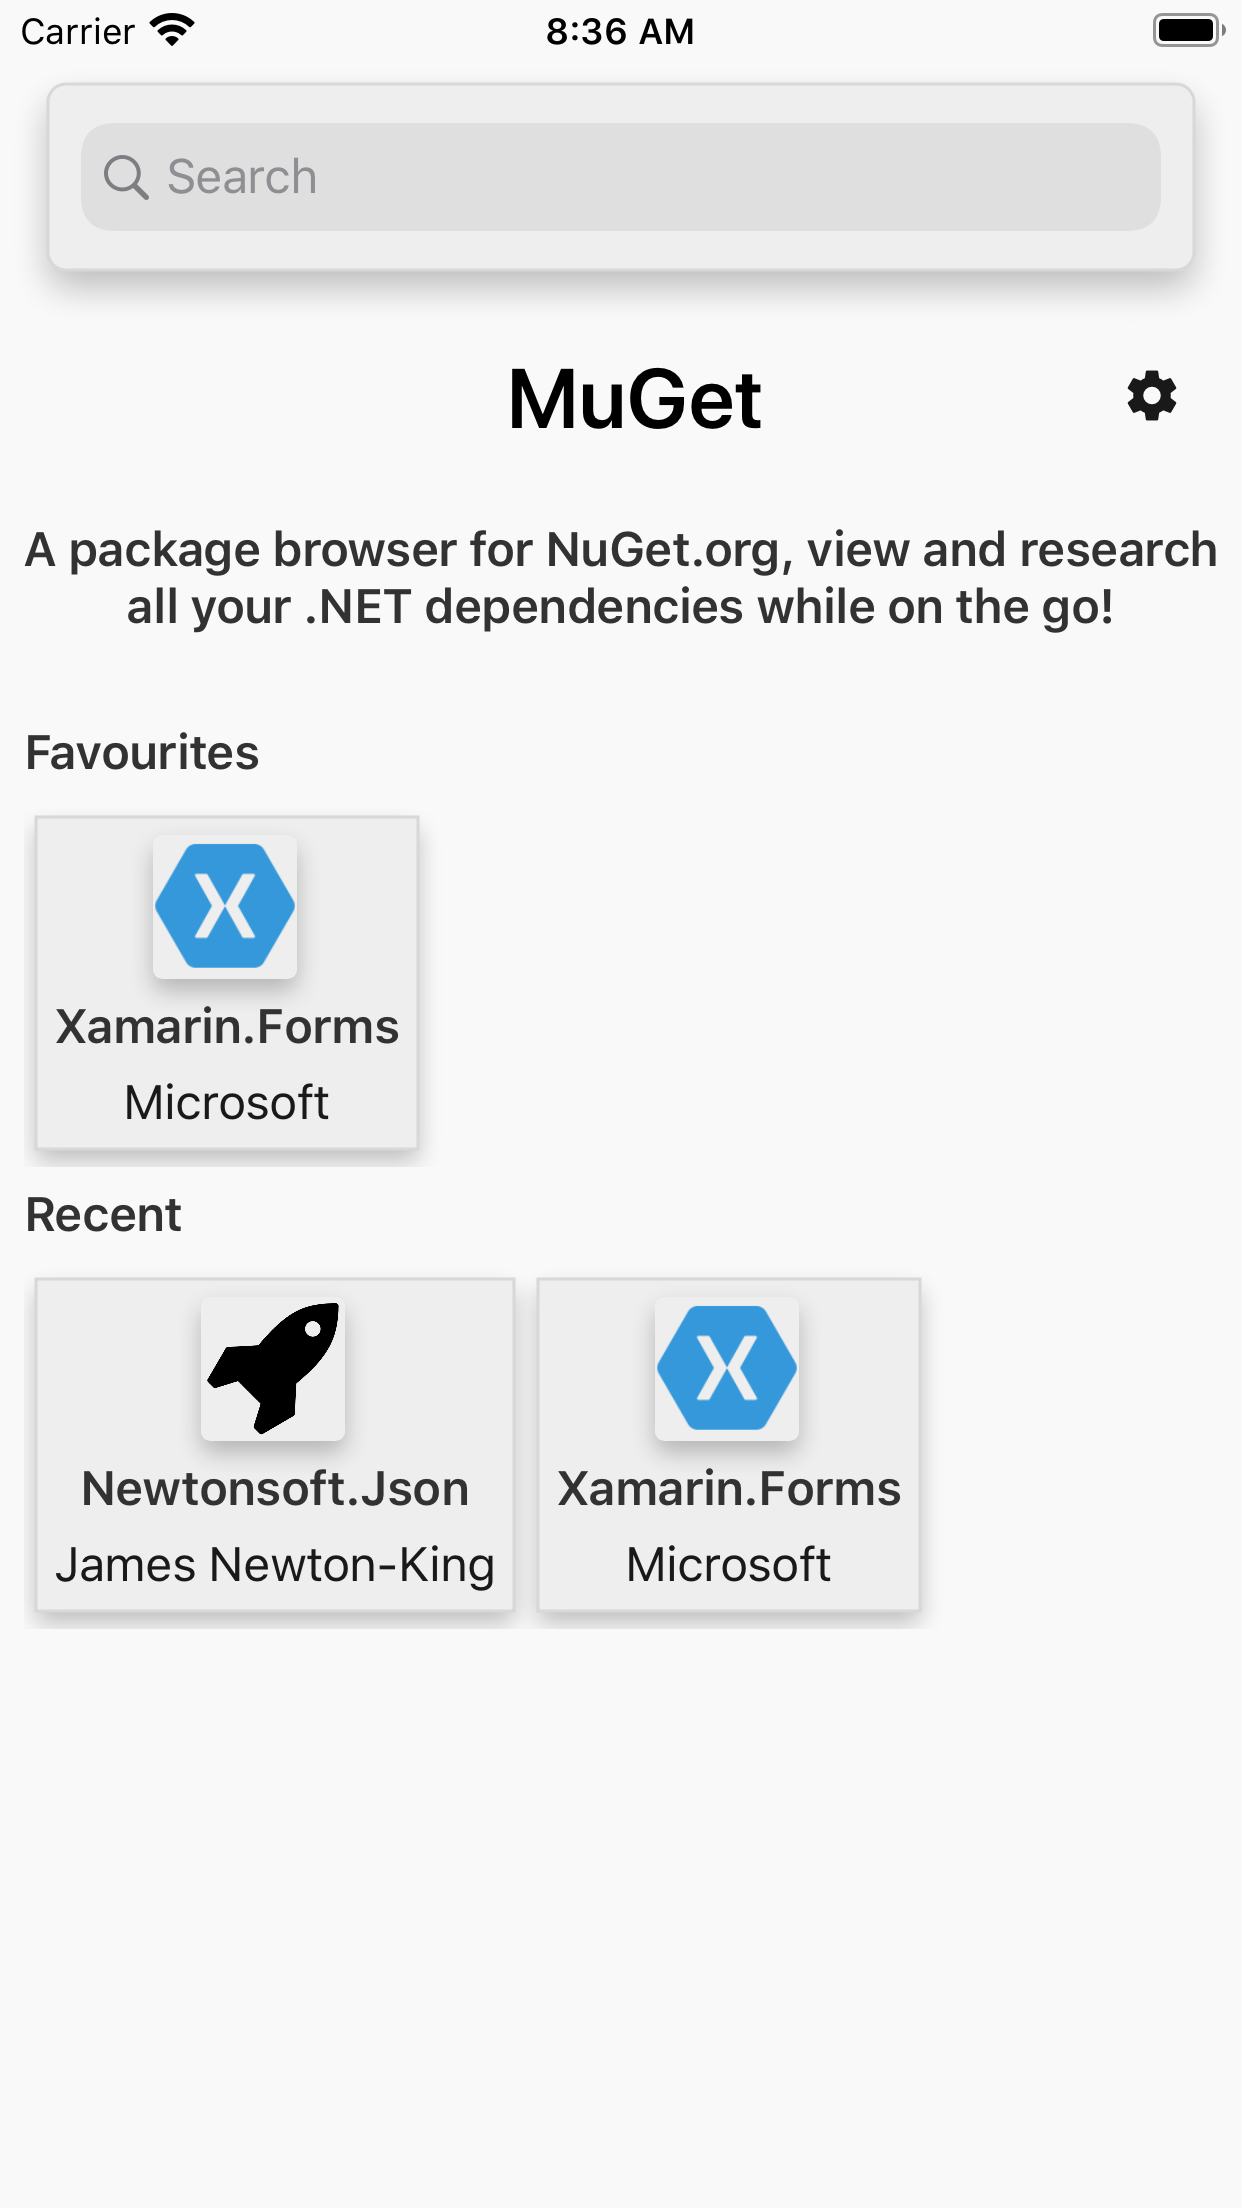 Carrier 8:36 AM
Search
MuGet
A package browser for NuGet.org, view and research
all your .NET dependencies while on the go!
Favourites
X
Xamarin.Forms
Microsoft
Recent
X
Newtonsoft.Json Xamarin.Forms
James Newton-King Microsoft